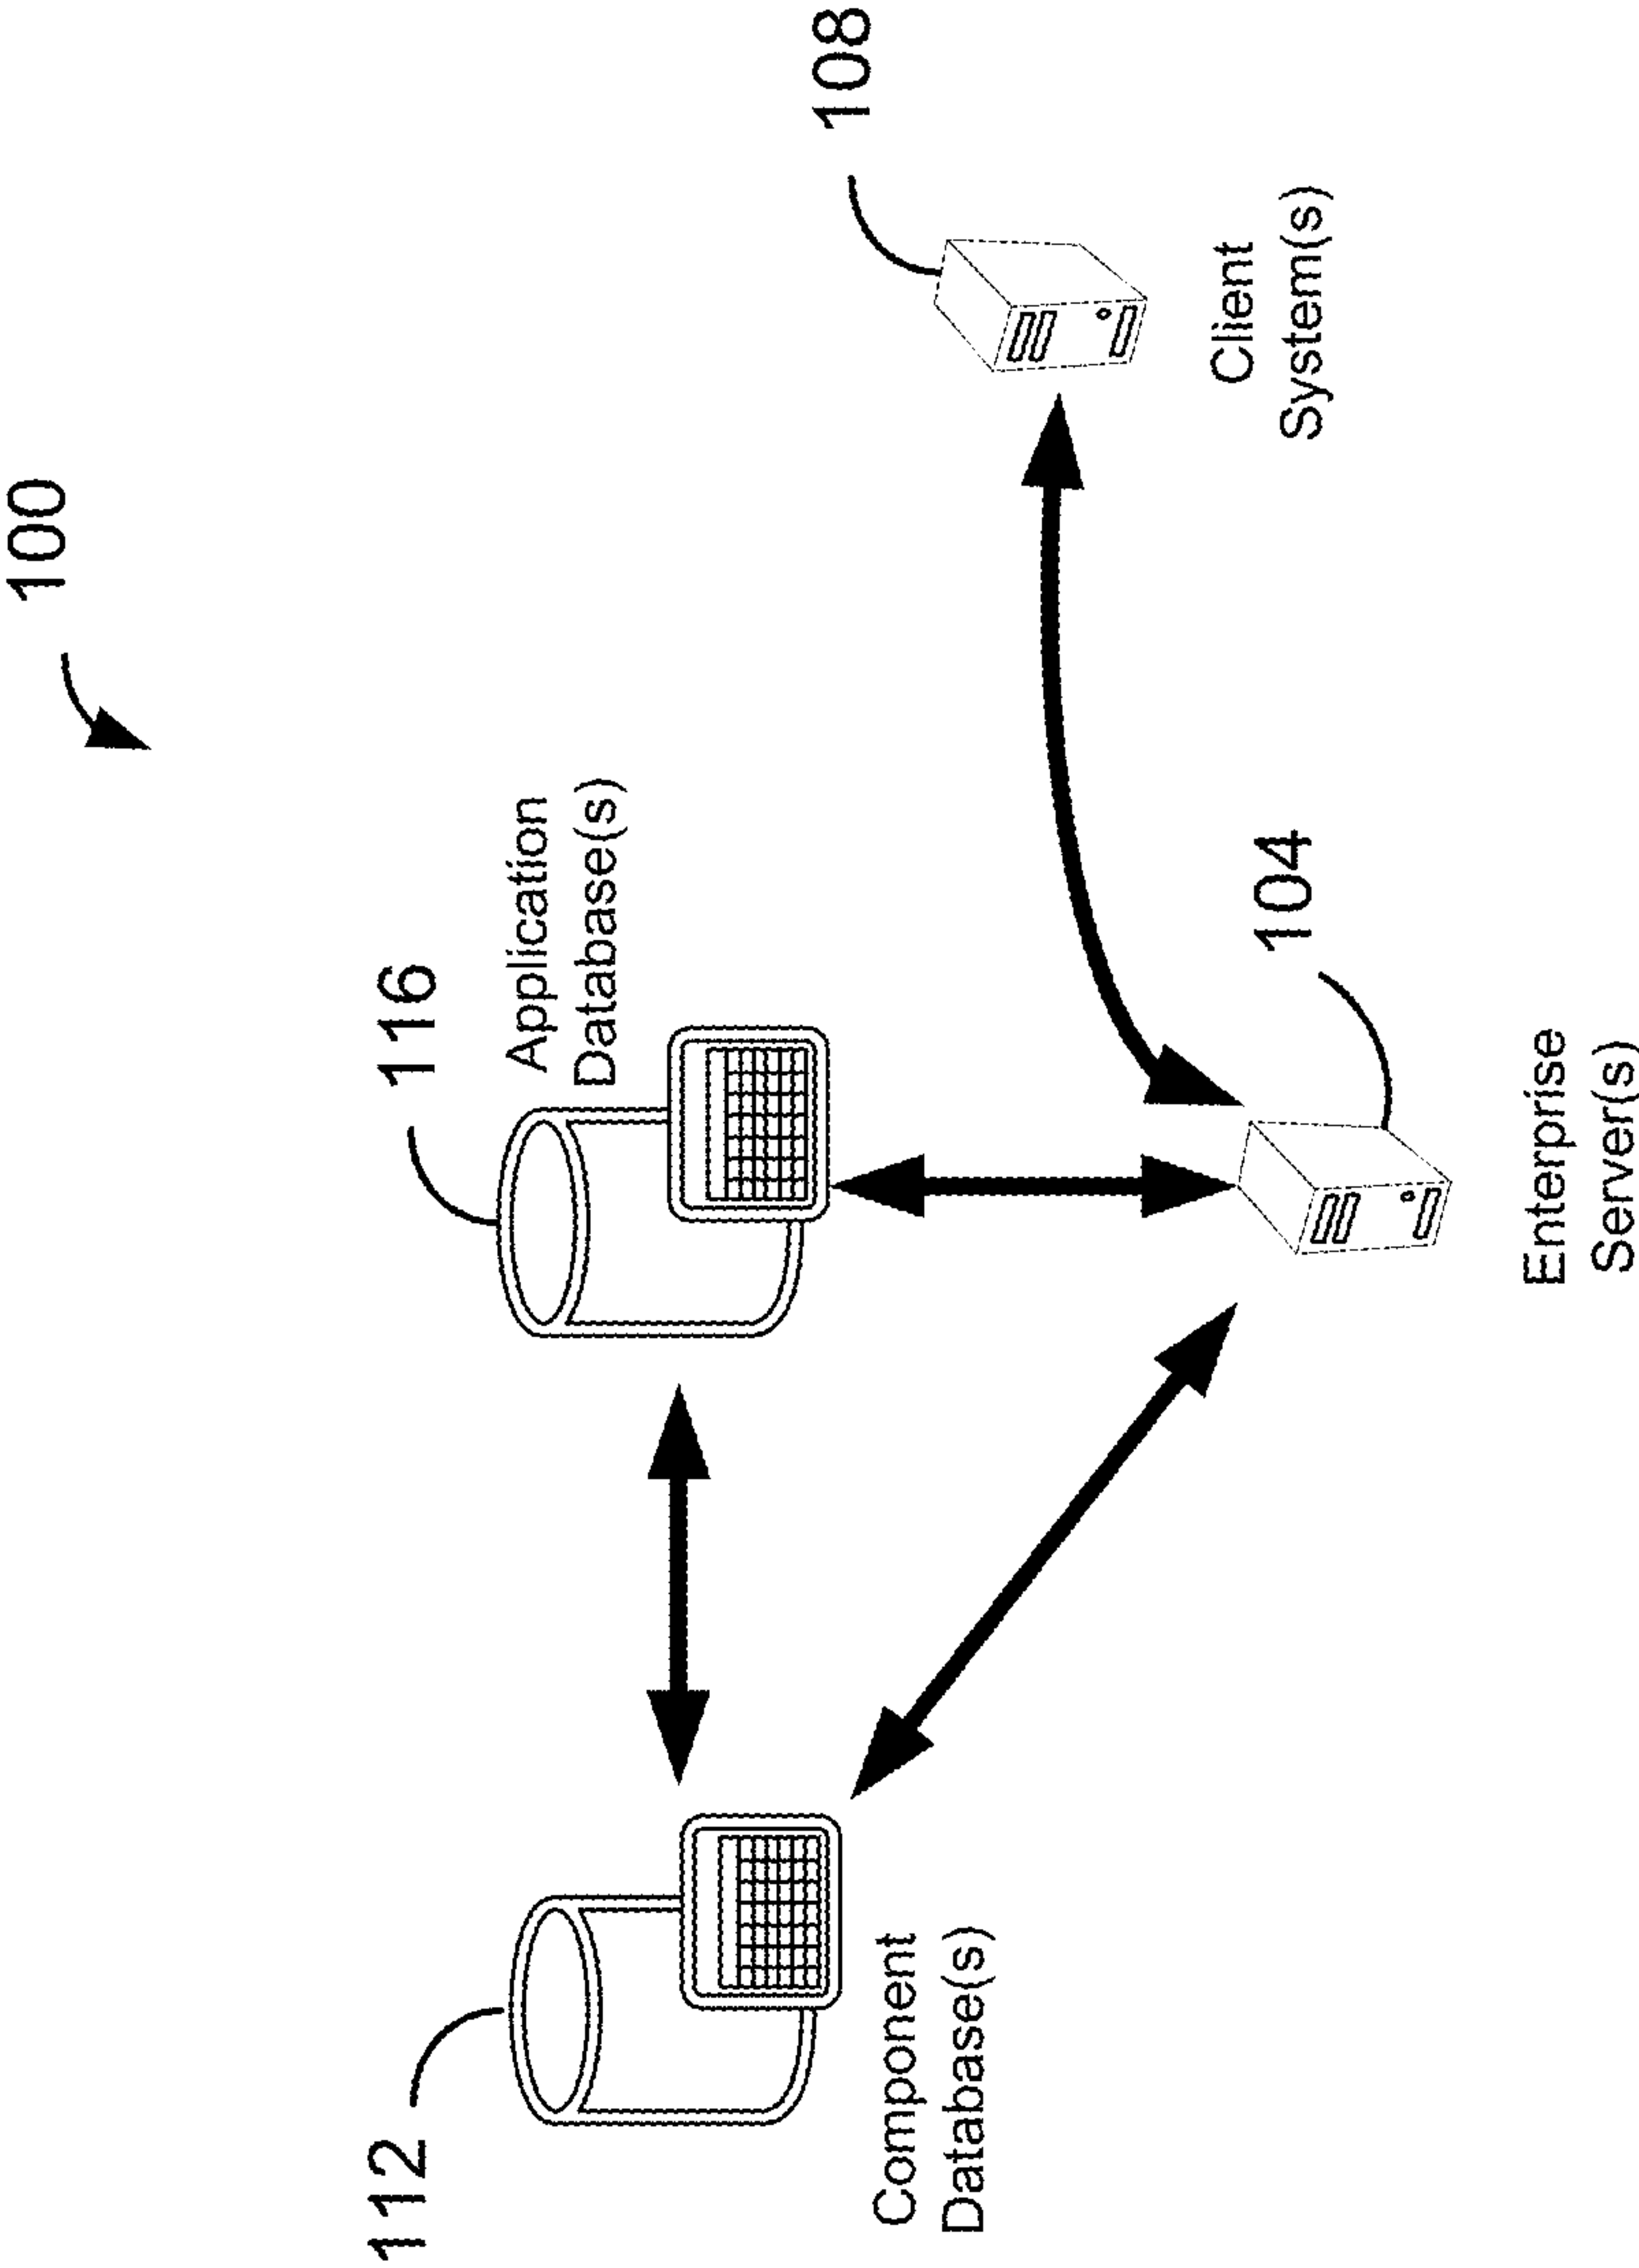 100
116
Application
Database(s)
112
Component
Database(s)
108
Client
System(s)
104
Enterprise
Server(s)